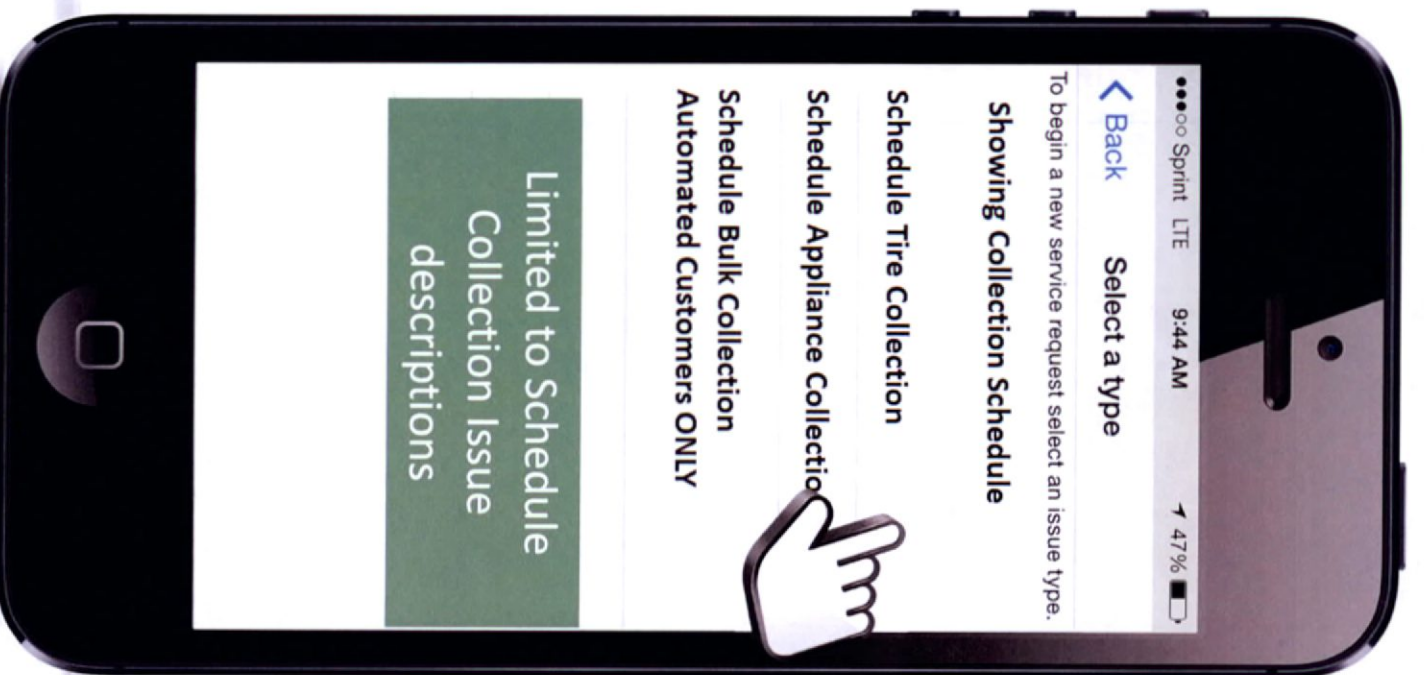 Sprint LTE 9:44 AM 47%
Back Select a type
To begin a new service request select an issue type.
Showing Collection Schedule
Schedule Tire Collection
Schedule Appliance Collectio
Schedule Bulk Collection
Automated Customers ONLY
Limited to Schedule
Collection Issue
descriptions